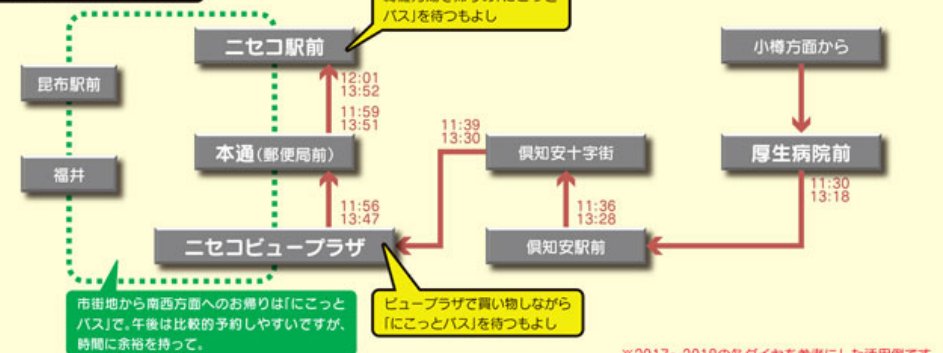 バス」を待つもよし
ニセコ駅前
小樽方面から
昆布駅前
12:01
13:52
11:59
13:51
11:39
13:30
本通(郵便局前)
倶知安十字街
厚生病院前
福井
11:30
13:18
11:56
13:47
11:36
13:28
ニセコビュープラザ
倶知安駅前
市街地から南西方面へのお帰りは「にこっと
バス」で。午後は比較的予約しやすいですが、
時間に余裕を持って。
ビュープラザで買い物しながら
「にこっとバス」を待つもよし